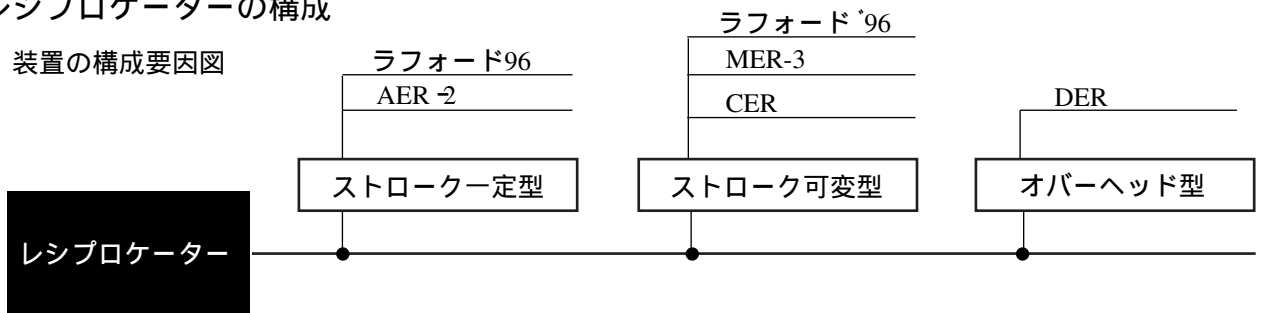 レシプロケーターの構成
装置の構成要因図
ラフォード96
AER-2
ストローク一定型
ラフォード゛96
MER-3
CER
ストローク可変型
DER
オバーヘッド型
レシプロケーター